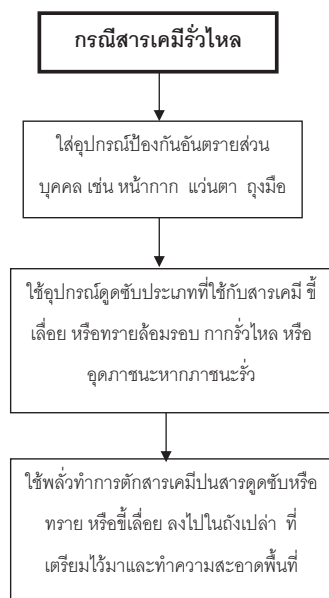 กรณีสารเคมีรั่วไหล
ใส่อุปกรณ์ป้องกันอันตรายส่วน
บุคคล เช่น หน้ากาก แว่นตา ถุงมือ
ใช้อุปกรณ์ดูดซับประเภทที่ใช้กับสารเคมี ขี้
เลื่อย หรือทรายล้อมรอบ กากรั่วไหล หรือ
อุดภาชนะหากภาชนะรั่ว
ใช้พลั่วทำการตักสารเคมีปนสารดูดซับหรือ
ทราย หรือขี้เลื่อย ลงไปในถังเปล่า ที่
เตรียมไว้มาและทำความสะอาดพื้นที่